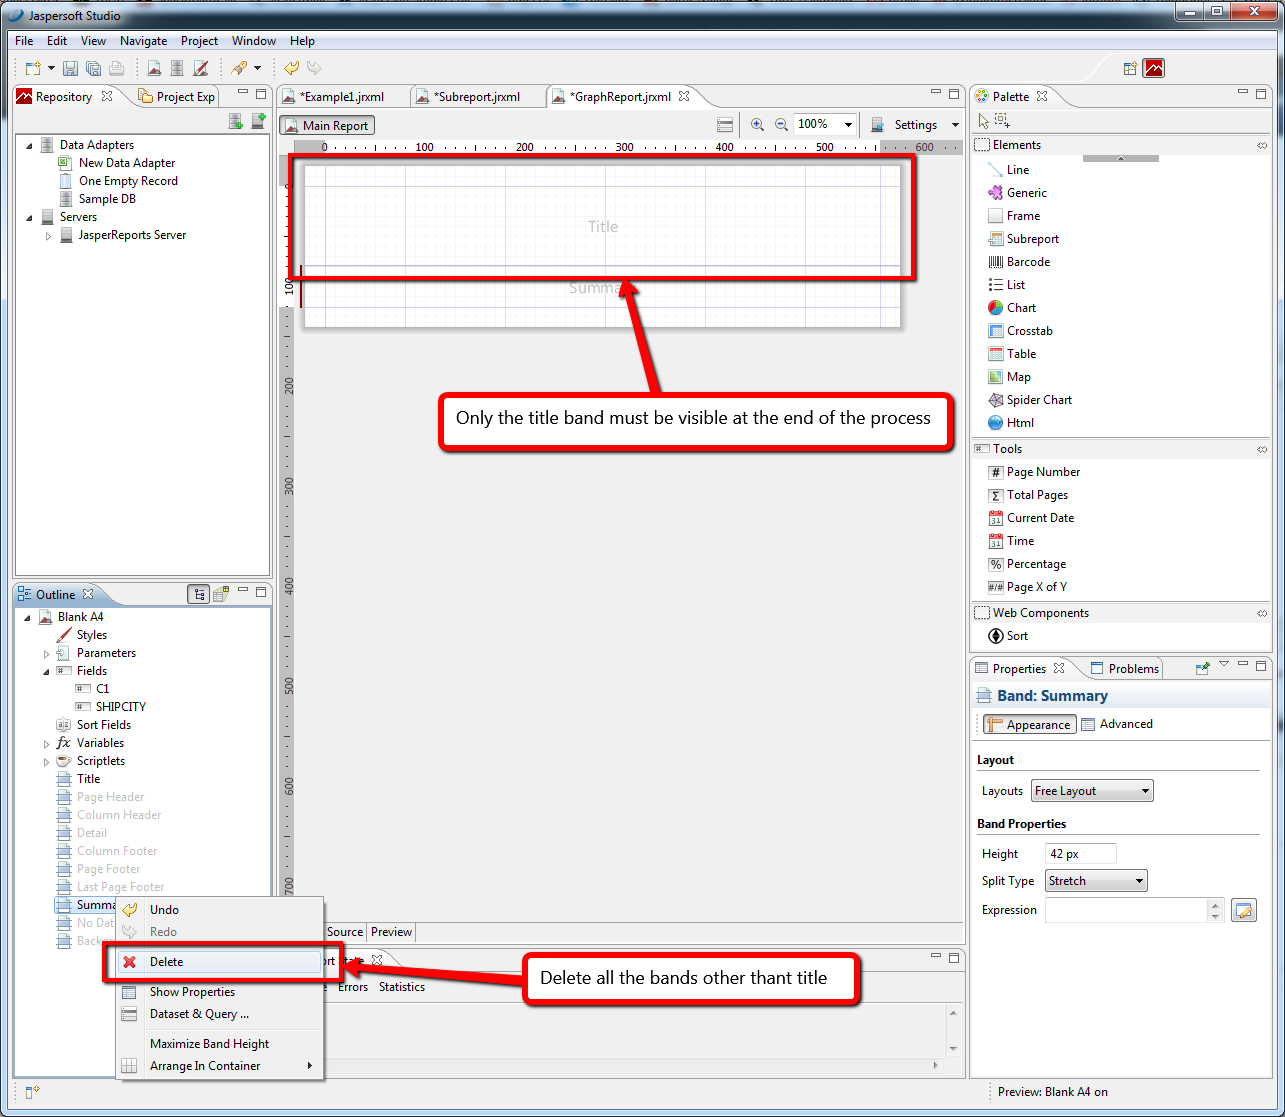 Jaspersoft Studio
File Edit View Navigate Project Window Help
Repository
Project Exp
*Example1.jrxml
*Subreport.jrxml
*GraphReport.jrxml
Palette
Main Report
100%
Settings
Data Adapters
New Data Adapter
One Empty Record
Sample DB
Servers
JasperReports Server
0 100 200 300 400 500 600
0
100
200
300
400
500
600
700
Title
Only the title band must be visible at the end of the process
Elements
Line
Generic
Frame
Subreport
Barcode
List
Chart
Crosstab
Table
Map
Spider Chart
Html
Tools
Page Number
Total Pages
Current Date
Time
Percentage
Page X of Y
Web Components
Sort
Outline
Blank A4
Styles
Parameters
Fields
C1
SHIPCITY
Sort Fields
Variables
Scriptlets
Title
Page Header
Column Header
Detail
Column Footer
Page Footer
Last Page Footer
Summa
No Dat
Undo
Redo
Delete
Show Properties
Dataset & Query ...
Maximize Band Height
Arrange In Container
Source Preview
Errors Statistics
Delete all the bands other thant title
Properties
Problems
Band: Summary
Appearance
Advanced
Layout
Layouts Free Layout
Band Properties
Height 42 px
Split Type Stretch
Expression
Preview: Blank A4 on